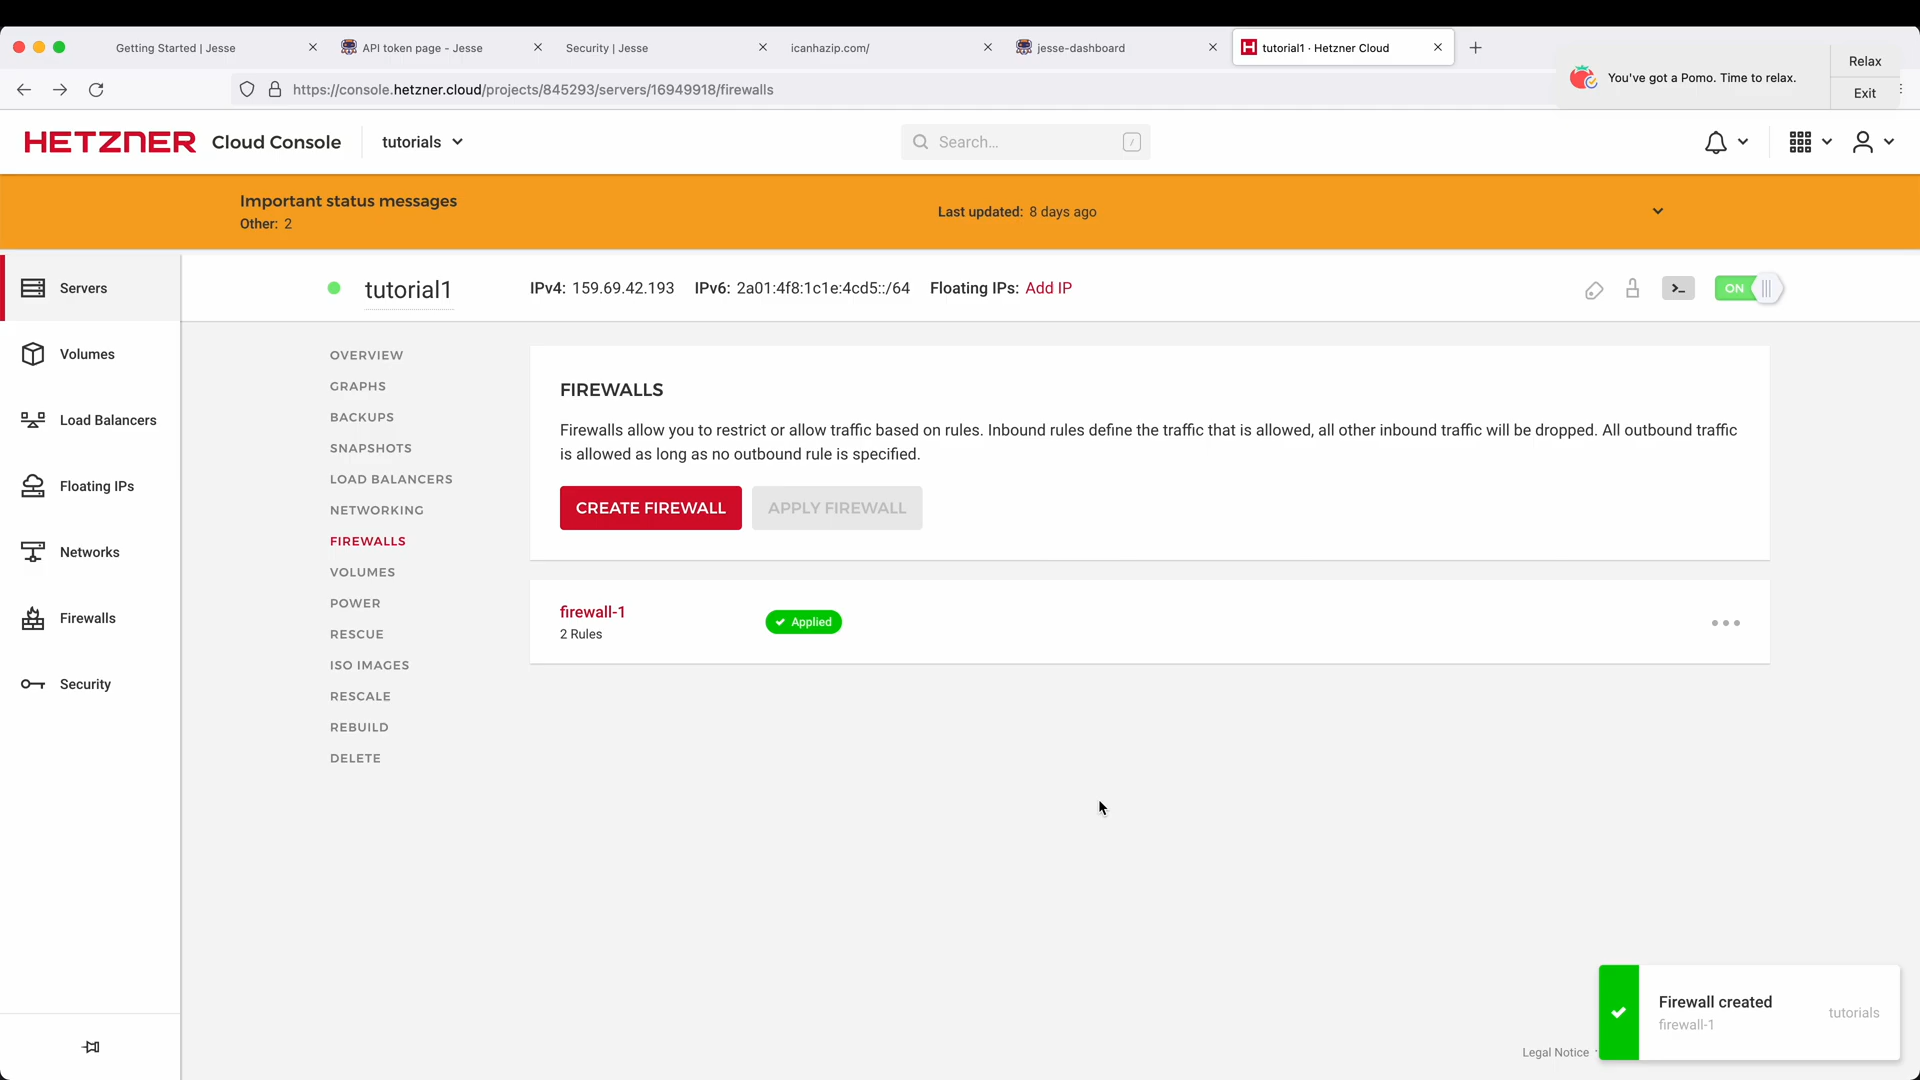 Getting Started | Jesse
API token page - Jesse
Security | Jesse
icanhazip.com/
jesse-dashboard
tutorial1 · Hetzner Cloud
You've got a Pomo. Time to relax.
Relax
Exit
https://console.hetzner.cloud/projects/845293/servers/16949918/firewalls
HETZNER Cloud Console
tutorials
Search...
/
Important status messages
Other: 2
Last updated: 8 days ago
Servers
Volumes
Load Balancers
Floating IPs
Networks
Firewalls
Security
tutorial1
IPv4: 159.69.42.193
IPv6: 2a01:4f8:1c1e:4cd5::/64
Floating IPs: Add IP
ON
OVERVIEW
GRAPHS
BACKUPS
SNAPSHOTS
LOAD BALANCERS
NETWORKING
FIREWALLS
VOLUMES
POWER
RESCUE
ISO IMAGES
RESCALE
REBUILD
DELETE
FIREWALLS
Firewalls allow you to restrict or allow traffic based on rules. Inbound rules define the traffic that is allowed, all other inbound traffic will be dropped. All outbound traffic
is allowed as long as no outbound rule is specified.
CREATE FIREWALL
APPLY FIREWALL
firewall-1
2 Rules
Applied
Firewall created
firewall-1
tutorials
Legal Notice